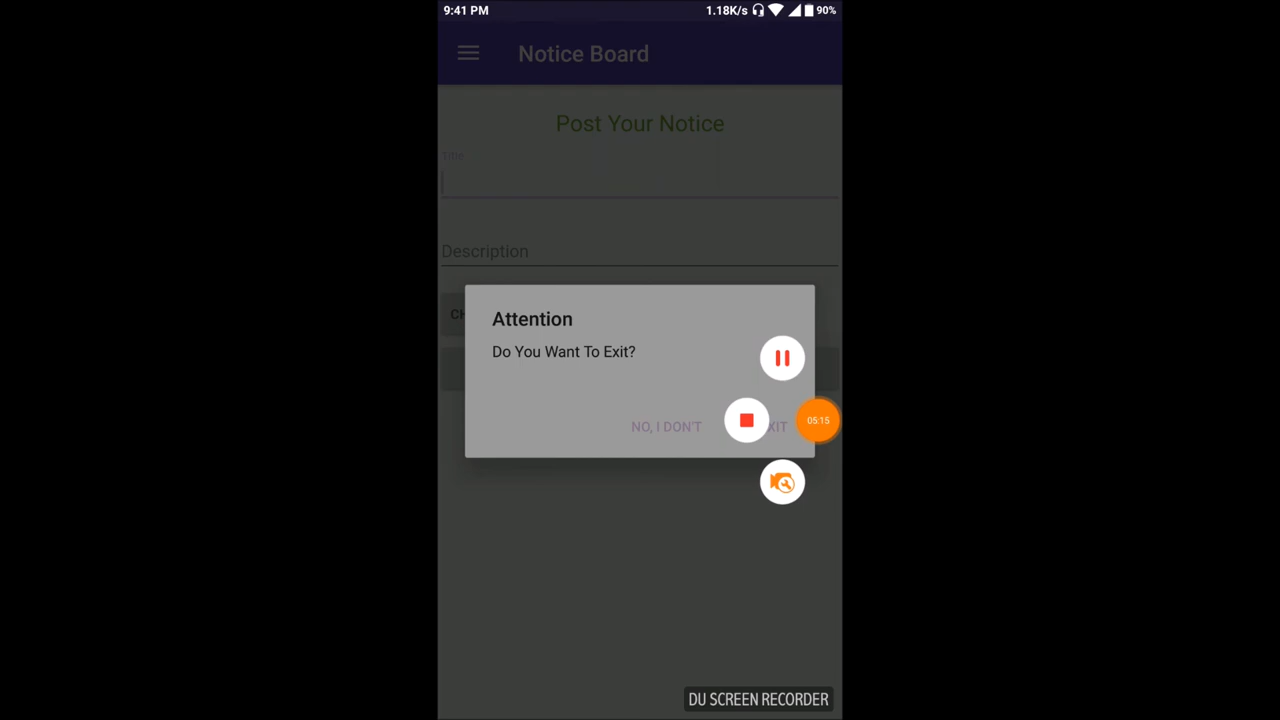 9:41 PM 1.18K/s 90%
Notice Board
Post Your Notice
Title
Description
Attention
Do You Want To Exit?
NO, I DON'T
05:15
DU SCREEN RECORDER